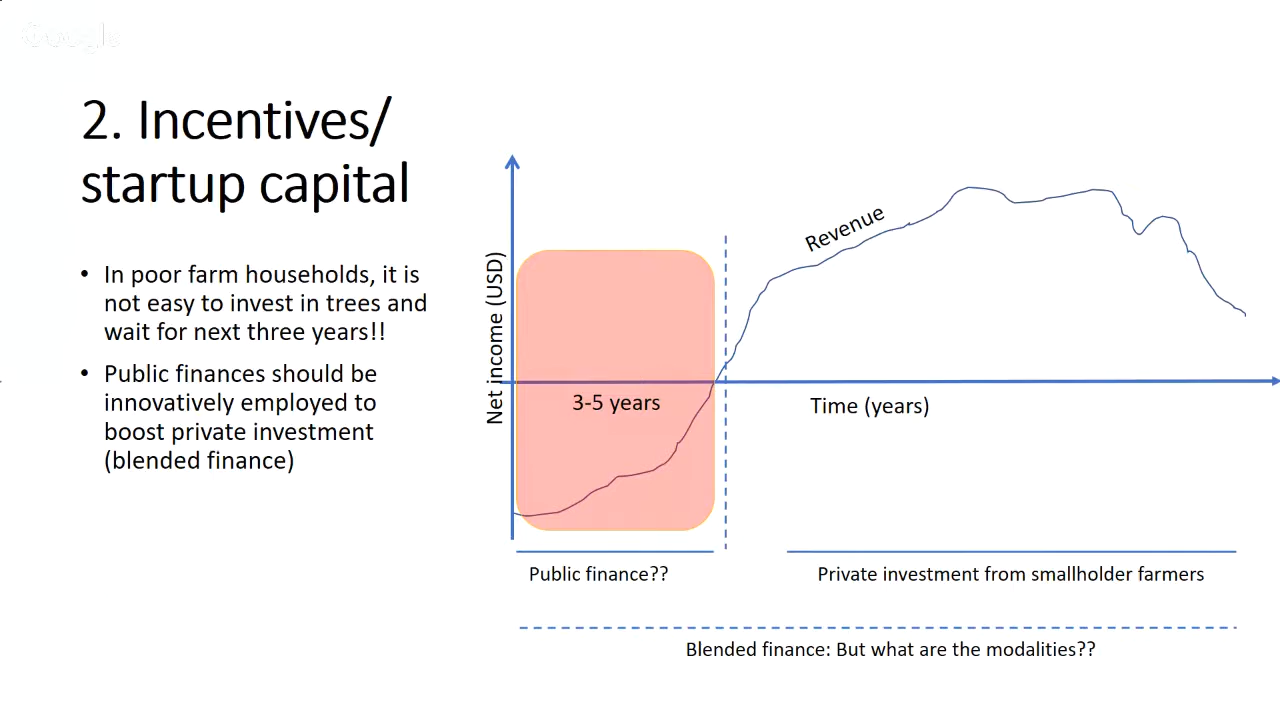 2. Incentives/
startup capital
• In poor farm households, it is
not easy to invest in trees and
wait for next three years!!
• Public finances should be
innovatively employed to
boost private investment
(blended finance)
Net income (USD)
Revenue
3-5 years
Time (years)
Public finance??
Private investment from smallholder farmers
Blended finance: But what are the modalities??